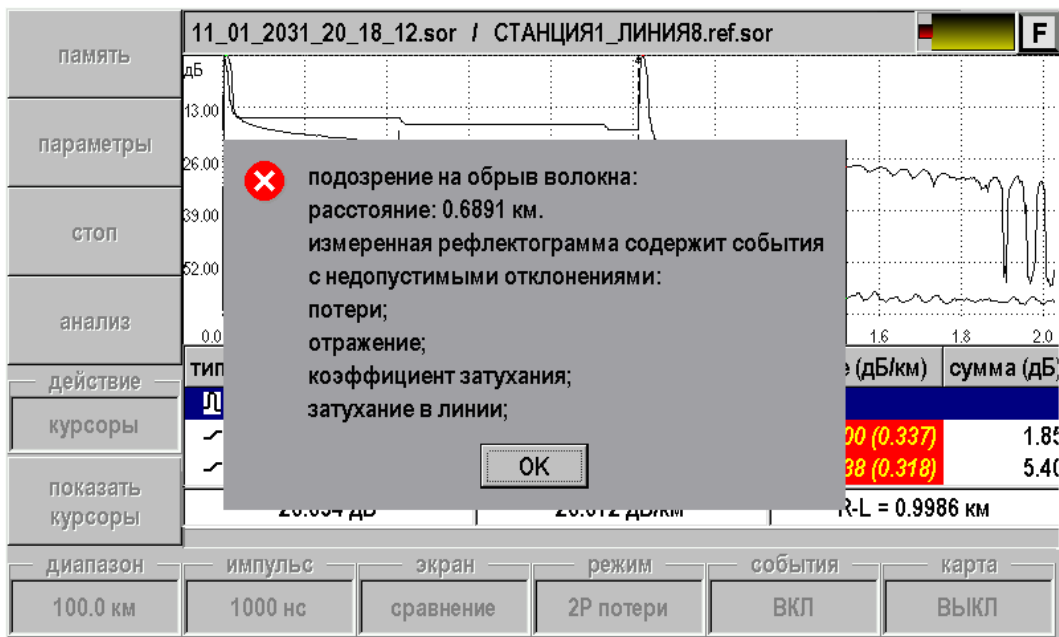 память
11_01_2031_20_18_12.sor / СТАНЦИЯ1_ЛИНИЯ8.ref.sor
F
дБ
13.00
26.00
39.00
52.00
параметры
стоп
анализ
действие
курсоры
показать
курсоры
подозрение на обрыв волокна:
расстояние: 0.6891 км.
измеренная рефлектограмма содержит события
с недопустимыми отклонениями:
потери;
отражение;
коэффициент затухания;
затухание в линии;
OK
0.0
1.6 1.8 2.0
тип
(дБ/км) сумма (дБ)
00 (0.337) 1.85
38 (0.318) 5.40
R-L = 0.9986 км
диапазон импульс экран режим события карта
100.0 км 1000 нс сравнение 2P потери ВКЛ ВЫКЛ